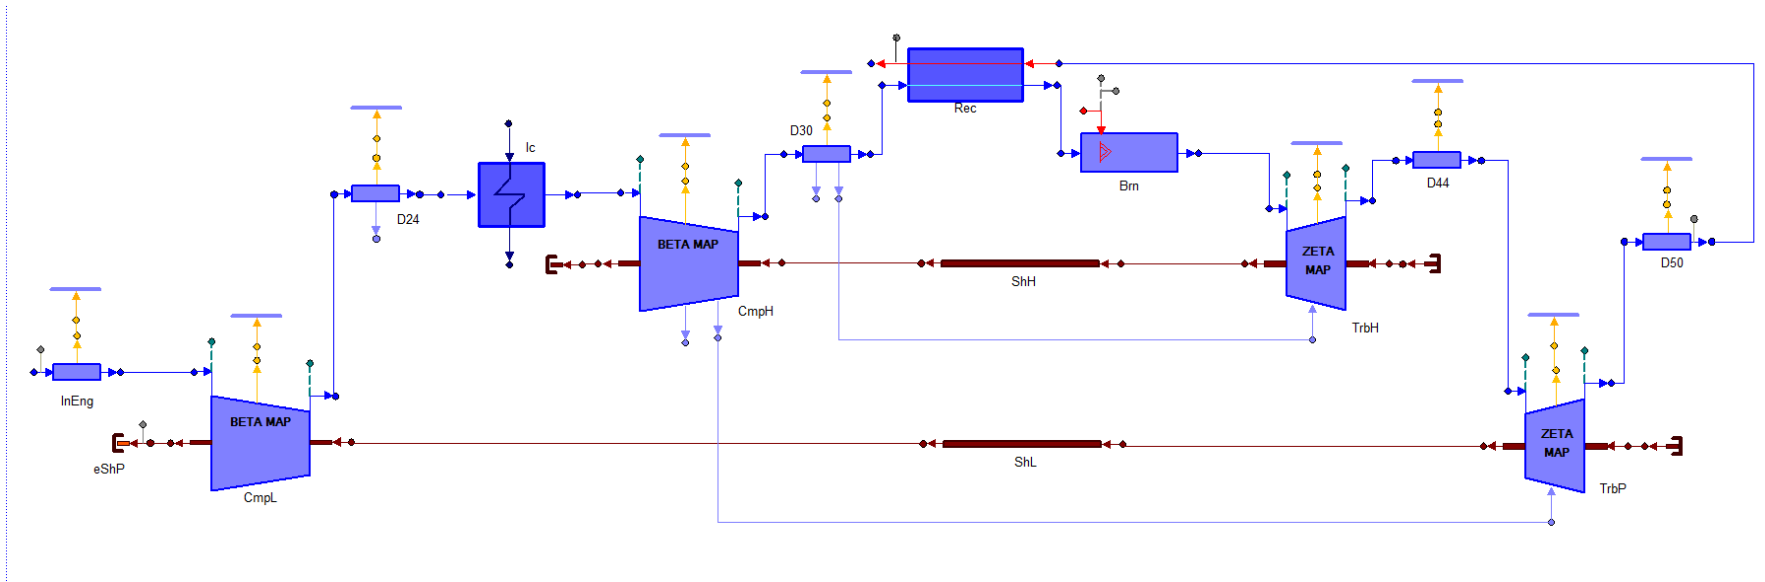 D30
Rec
Ic
Brn
D44
D24
BETA MAP
ZETA
MAP
D50
ShH
CmpH
TrbH
InEng
BETA MAP
ZETA
MAP
eShP
ShL
CmpL
TrbP